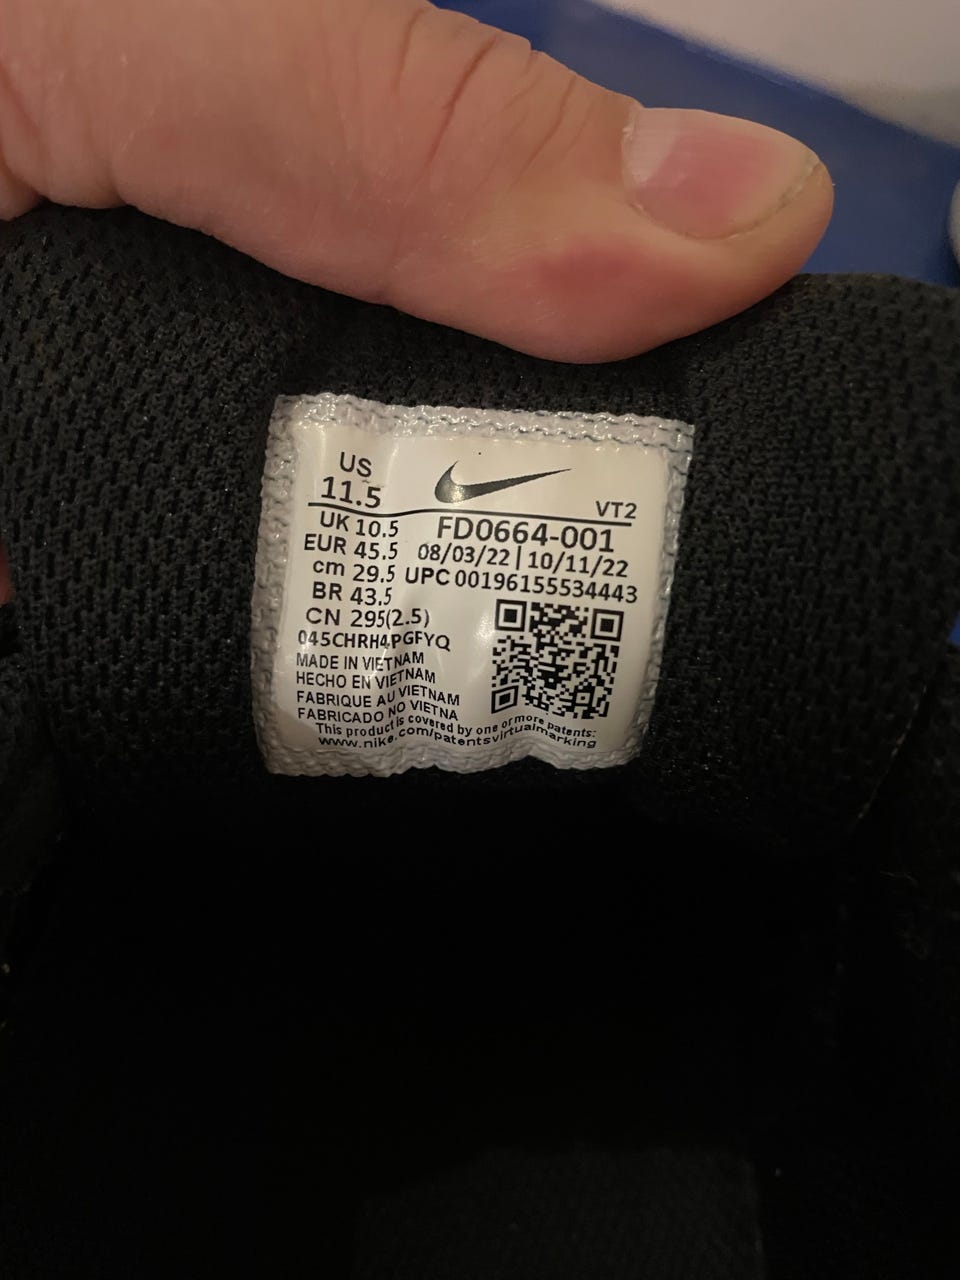 US
11.5
VT2
UK 10.5
FD0664-001
EUR 45.5
08/03/22 | 10/11/22
cm 29.5
UPC 00196155534443
BR 43.5
CN 295(2.5)
045CHRH4PGFYQ
MADE IN VIETNAM
HECHO EN VIETNAM
FABRIQUE AU VIETNAM
FABRICADO NO VIETNA
This product is covered by one or more patents:
www.nike.com/patentsvirtualmarking